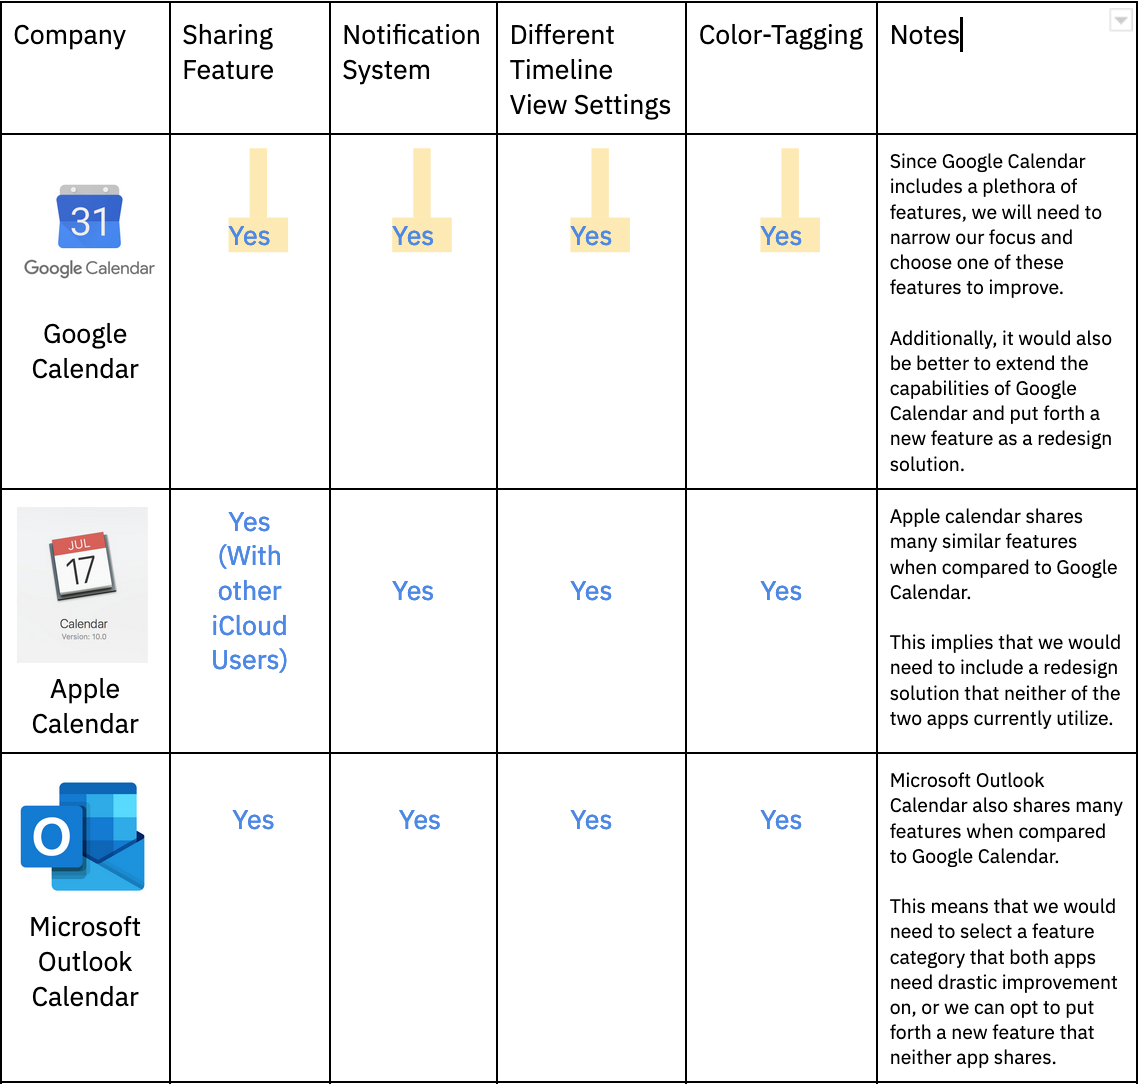 Company
Sharing
Feature
Notification
System
Different
Timeline
View Settings
Color-Tagging
Notes
31
Google Calendar
Google
Calendar
Yes
Yes
Yes
Yes
Since Google Calendar
includes a plethora of
features, we will need to
narrow our focus and
choose one of these
features to improve.
Additionally, it would also
be better to extend the
capabilities of Google
Calendar and put forth a
new feature as a redesign
solution.
JUL
17
Calendar
Version: 10.0
Apple
Calendar
Yes
(With
other
iCloud
Users)
Yes
Yes
Yes
Apple calendar shares
many similar features
when compared to Google
Calendar.
This implies that we would
need to include a redesign
solution that neither of the
two apps currently utilize.
O
Microsoft
Outlook
Calendar
Yes
Yes
Yes
Yes
Microsoft Outlook
Calendar also shares many
features when compared
to Google Calendar.
This means that we would
need to select a feature
category that both apps
need drastic improvement
on, or we can opt to put
forth a new feature that
neither app shares.